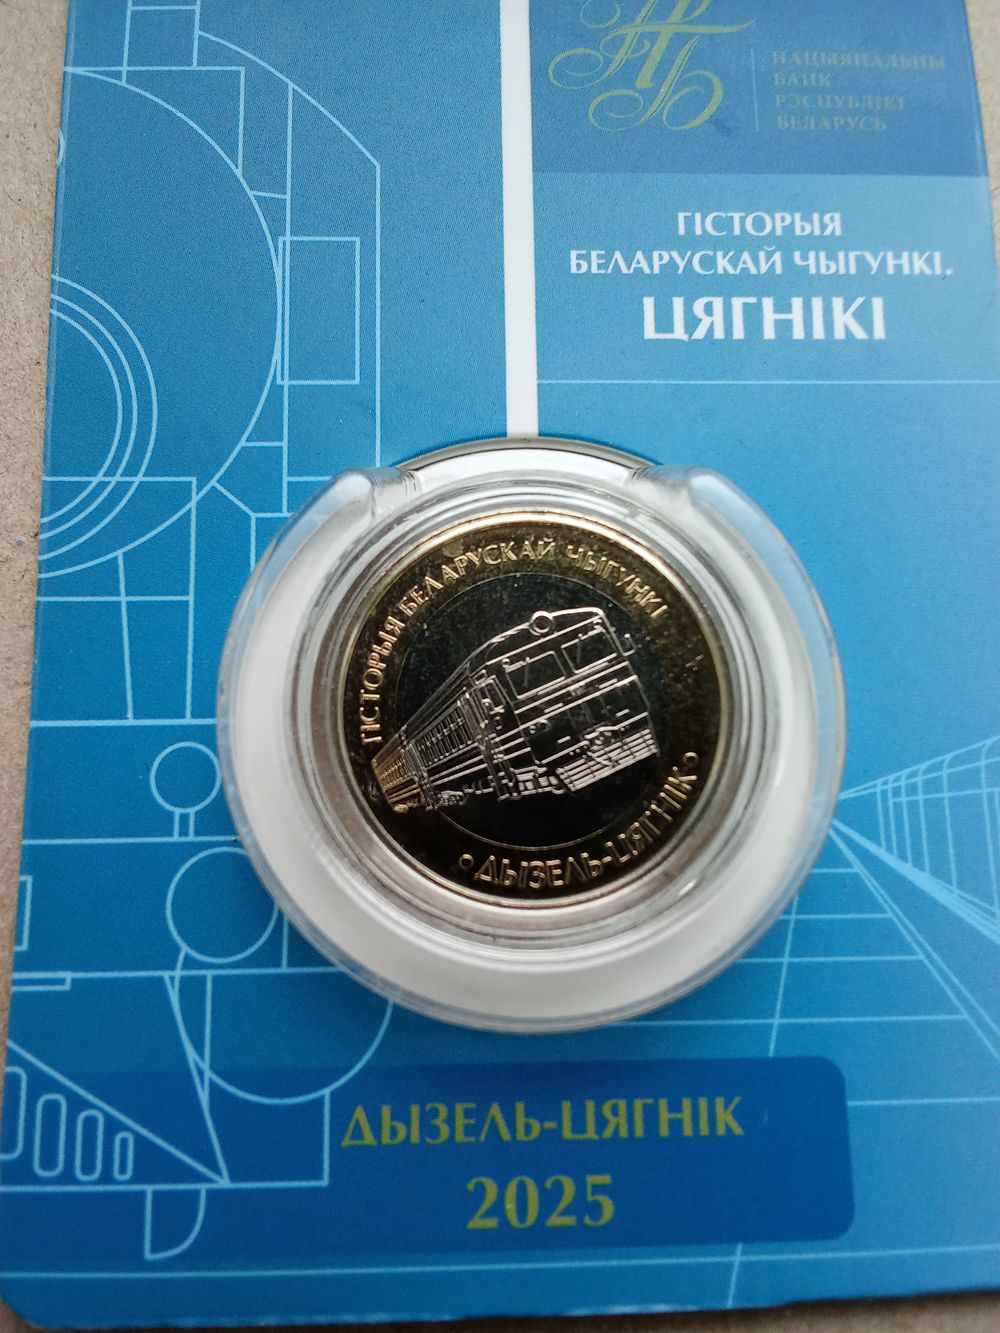 НАЦЫЯНАЛЬНЫ
БАНК
РЭСПУБЛІКІ
БЕЛАРУСЬ
ГІСТОРЫЯ
БЕЛАРУСКАЙ ЧЫГУНКІ.
ЦЯГНІКІ
ГІСТОРЫЯ БЕЛАРУСКАЙ ЧЫГУНКІ
ДЫЗЕЛЬ-ЦЯГНІК
ДЫЗЕЛЬ-ЦЯГНІК
2025